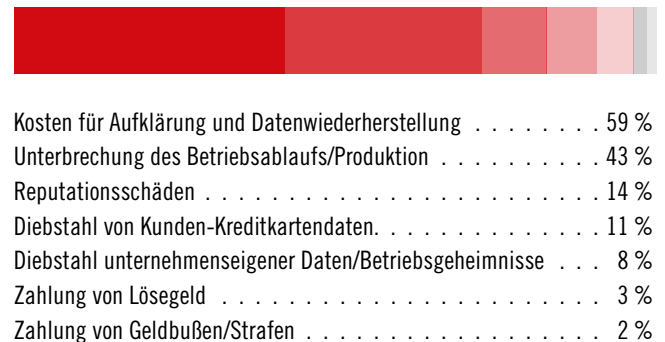 Kosten für Aufklärung und Datenwiederherstellung . . . . . . . . 59 %
Unterbrechung des Betriebsablaufs/Produktion . . . . . . . . . . 43 %
Reputationsschäden . . . . . . . . . . . . . . . . . . . . . . . 14 %
Diebstahl von Kunden-Kreditkartendaten. . . . . . . . . . . . . . 11 %
Diebstahl unternehmenseigener Daten/Betriebsgeheimnisse . . . 8 %
Zahlung von Lösegeld . . . . . . . . . . . . . . . . . . . . . . 3 %
Zahlung von Geldbußen/Strafen . . . . . . . . . . . . . . . . . . 2 %